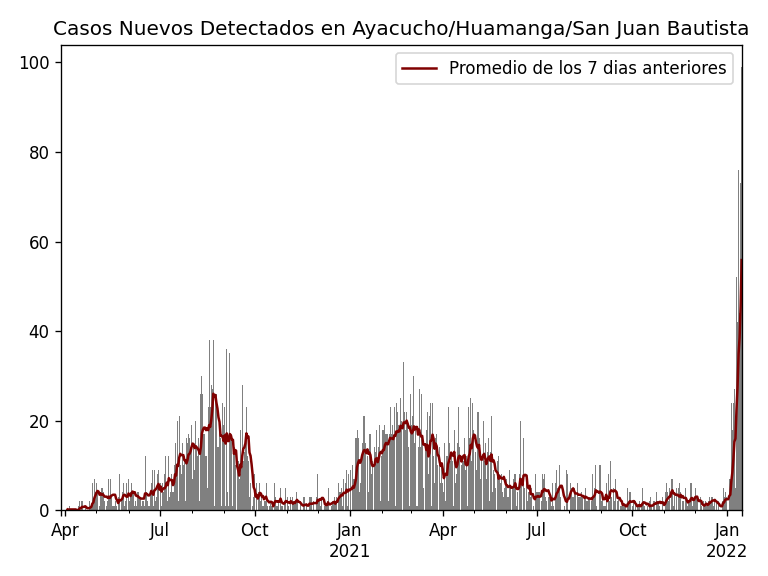 Casos Nuevos Detectados en Ayacucho/Huamanga/San Juan Bautista
Promedio de los 7 dias anteriores
100
80
60
40
20
0
Apr Jul Oct Jan Apr Jul Oct Jan
2021 2022